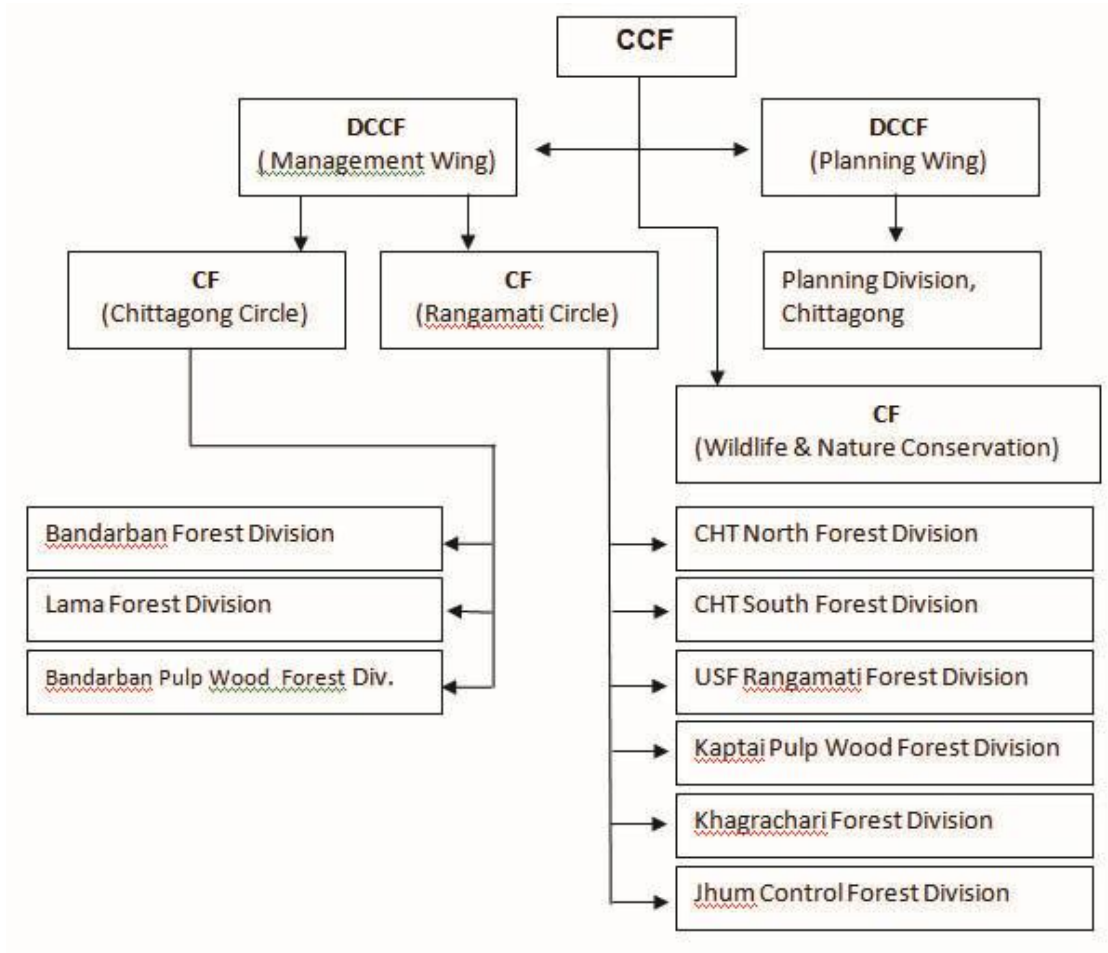 CCF
DCCF
( Management Wing)
DCCF
(Planning Wing)
CF
(Chittagong Circle)
CF
(Rangamati Circle)
Planning Division,
Chittagong
CF
(Wildlife & Nature Conservation)
Bandarban Forest Division
Lama Forest Division
Bandarban Pulp Wood Forest Div.
CHT North Forest Division
CHT South Forest Division
USF Rangamati Forest Division
Kaptai Pulp Wood Forest Division
Khagrachari Forest Division
Jhum Control Forest Division